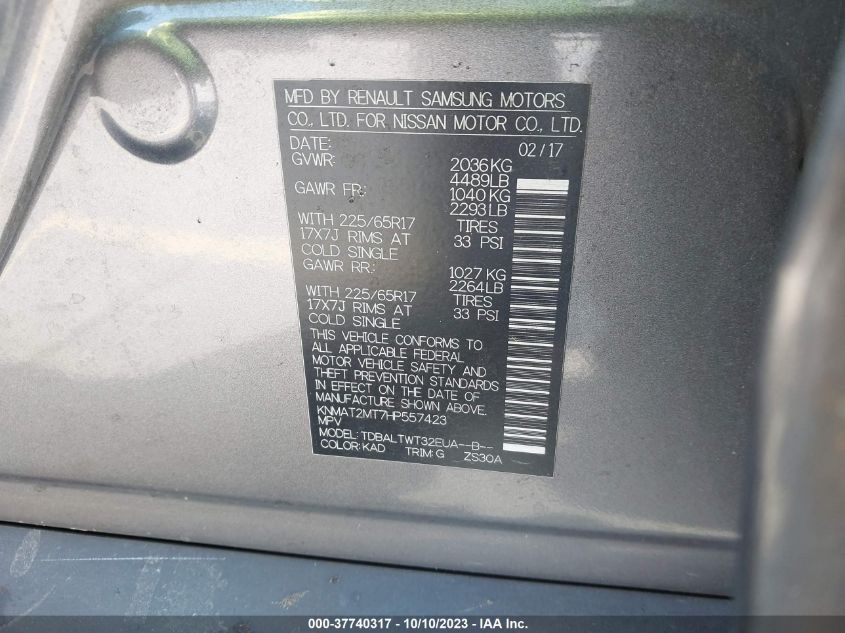 MFD BY RENAULT SAMSUNG MOTORS
CO., LTD. FOR NISSAN MOTOR CO., LTD.
DATE: 02/17
GVWR: 2036KG
4489LB
GAWR FR: 1040KG
2293LB
WITH 225/65R17 TIRES
17X7J RIMS AT 33 PSI
COLD SINGLE
GAWR RR: 1027KG
2264LB
WITH 225/65R17 TIRES
17X7J RIMS AT 33 PSI
COLD SINGLE
THIS VEHICLE CONFORMS TO
ALL APPLICABLE FEDERAL
MOTOR VEHICLE SAFETY AND
THEFT PREVENTION STANDARDS
IN EFFECT ON THE DATE OF
MANUFACTURE SHOWN ABOVE.
KNMAT2MT7HP557423
MPV
MODEL: TDBALTWT32EUA--B--
COLOR:KAD TRIM:G ZS30A
000-37740317 - 10/10/2023 - IAA Inc.